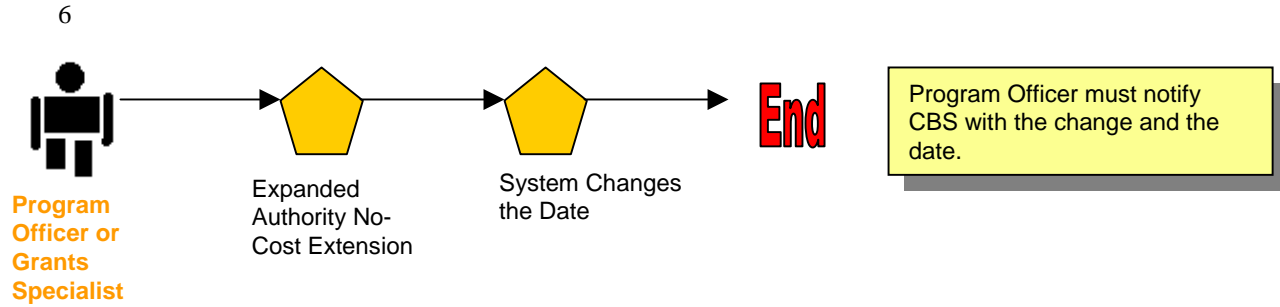 6
Program
Officer or
Grants
Specialist
Expanded
Authority No-
Cost Extension
System Changes
the Date
End
Program Officer must notify
CBS with the change and the
date.